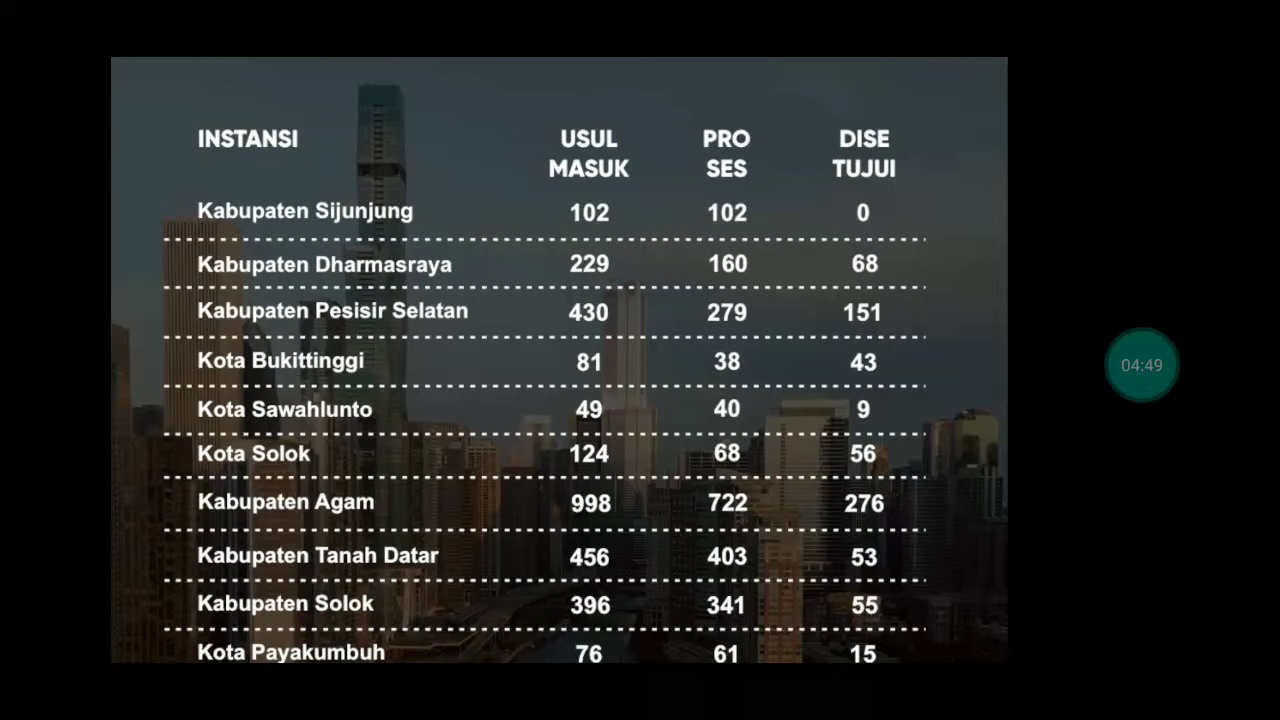 INSTANSI USUL MASUK PRO SES DISE TUJUI
Kabupaten Sijunjung 102 102 0
Kabupaten Dharmasraya 229 160 68
Kabupaten Pesisir Selatan 430 279 151
Kota Bukittinggi 81 38 43
Kota Sawahlunto 49 40 9
Kota Solok 124 68 56
Kabupaten Agam 998 722 276
Kabupaten Tanah Datar 456 403 53
Kabupaten Solok 396 341 55
Kota Payakumbuh 76 61 15
04:49